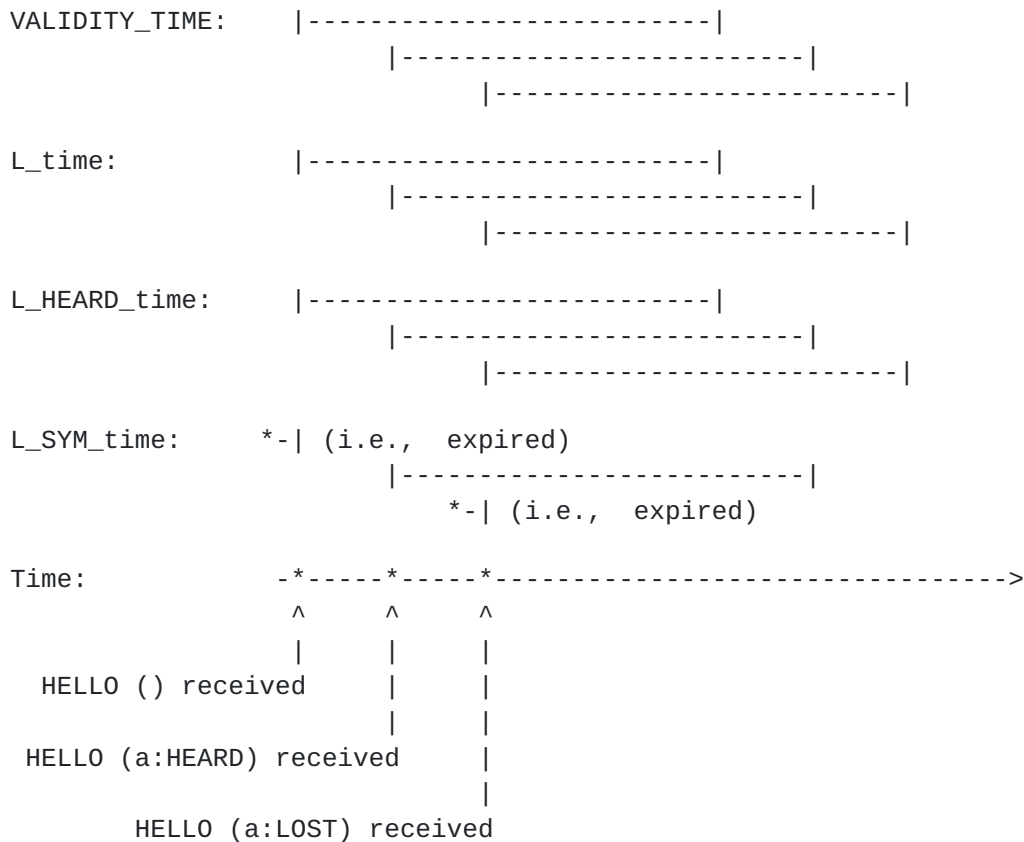 VALIDITY_TIME:    |--------------------------|
                        |--------------------------|
                              |--------------------------|
L_time:           |--------------------------|
                        |--------------------------|
                              |--------------------------|
L_HEARD_time:     |--------------------------|
                        |--------------------------|
                              |--------------------------|
L_SYM_time:     *-| (i.e.,  expired)
                        |--------------------------|
                            *-| (i.e.,  expired)
Time:            -*-----*-----*--------------------------------->
                  ^     ^     ^
                  |     |     |
  HELLO () received     |     |
                        |     |
 HELLO (a:HEARD) received     |
                              |
        HELLO (a:LOST) received